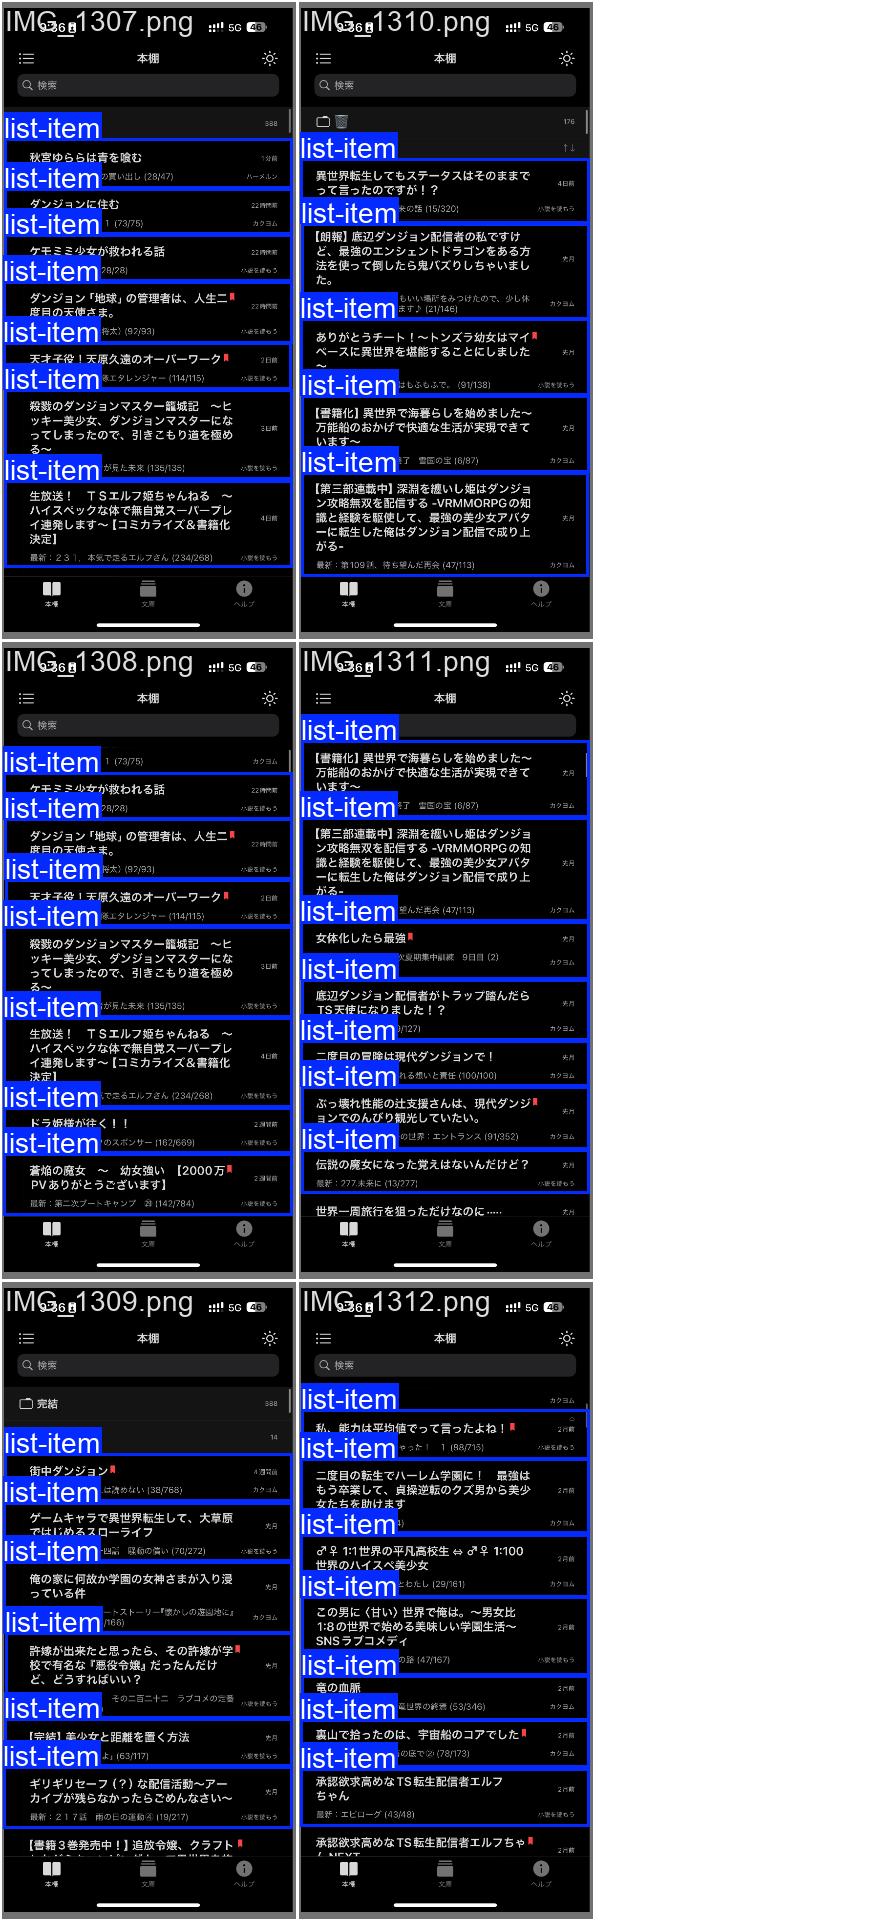 IMG_1307.png
9:36
5G 46
本棚
検索
588
list-item
秋宮ゆららは青を喰む
1分前
の買い出し (28/47)
ハーメルン
list-item
ダンジョンに住む
22時間前
1 (73/75)
カクヨム
list-item
ケモミミ少女が救われる話
22時間前
28/28)
小説を読もう
list-item
ダンジョン「地球」の管理者は、人生二
度目の天使さま。
22時間前
将太) (92/93)
小説を読もう
list-item
天才子役！天原久遠のオーバーワーク
2日前
隊エタレンジャー (114/115)
小説を読もう
list-item
殺戮のダンジョンマスター籠城記　～ヒ
ッキー美少女、ダンジョンマスターにな
ってしまったので、引きこもり道を極め
る～
3日前
が見た未来 (135/135)
小説を読もう
list-item
生放送！　ＴＳエルフ姫ちゃんねる　～
ハイスペックな体で無自覚スーパープレ
イ連発します～【コミカライズ＆書籍化
決定】
4日前
最新：２３１．本気で走るエルフさん (234/268)
小説を読もう
本棚
文庫
ヘルプ
IMG_1310.png
9:36
5G 46
本棚
検索
176
list-item
異世界転生してもステータスはそのままで
って言ったのですが！？
4日前
来の話 (15/320)
小説を読もう
list-item
【朗報】底辺ダンジョン配信者の私ですけ
ど、最強のエンシェントドラゴンをある方
法を使って倒したら鬼バズりしちゃいまし
た。
先月
もいい場所をみつけたので、少し休
ます♪ (21/146)
カクヨム
list-item
ありがとうチート！～トンズラ幼女はマイ
ペースに異世界を堪能することにしました
～
先月
はもふもふで。 (91/138)
小説を読もう
list-item
【書籍化】異世界で海暮らしを始めました～
万能船のおかげで快適な生活が実現できて
います～
先月
終了　雪国の宝 (6/87)
カクヨム
list-item
【第三部連載中】深淵を纏いし姫はダンジョ
ン攻略無双を配信する -VRMMORPGの知
識と経験を駆使して、最強の美少女アバタ
ーに転生した俺はダンジョン配信で成り上
がる-
先月
最新：第109話、待ち望んだ再会 (47/113)
カクヨム
本棚
文庫
ヘルプ
IMG_1308.png
9:36
5G 46
本棚
検索
list-item
1 (73/75)
カクヨム
ケモミミ少女が救われる話
22時間前
list-item
28/28)
小説を読もう
ダンジョン「地球」の管理者は、人生二
度目の天使さま。
22時間前
list-item
将太) (92/93)
小説を読もう
天才子役！天原久遠のオーバーワーク
2日前
list-item
隊エタレンジャー (114/115)
小説を読もう
殺戮のダンジョンマスター籠城記　～ヒ
ッキー美少女、ダンジョンマスターにな
ってしまったので、引きこもり道を極め
る～
3日前
list-item
が見た未来 (135/135)
小説を読もう
生放送！　ＴＳエルフ姫ちゃんねる　～
ハイスペックな体で無自覚スーパープレ
イ連発します～【コミカライズ＆書籍化
決定】
4日前
list-item
気で走るエルフさん (234/268)
小説を読もう
ドラ姫様が往く！！
2週間前
list-item
のスポンサー (162/669)
小説を読もう
蒼焔の魔女　～　幼女強い　【2000万
PVありがとうございます】
2週間前
最新：第二次ブートキャンプ　㉓ (142/784)
小説を読もう
本棚
文庫
ヘルプ
IMG_1311.png
9:36
5G 46
本棚
list-item
【書籍化】異世界で海暮らしを始めました～
万能船のおかげで快適な生活が実現できて
います～
先月
list-item
終了　雪国の宝 (6/87)
カクヨム
【第三部連載中】深淵を纏いし姫はダンジョ
ン攻略無双を配信する -VRMMORPGの知
識と経験を駆使して、最強の美少女アバタ
ーに転生した俺はダンジョン配信で成り上
がる-
先月
list-item
望んだ再会 (47/113)
カクヨム
女体化したら最強
先月
次夏期集中訓練　9日目 (2)
カクヨム
list-item
底辺ダンジョン配信者がトラップ踏んだら
TS天使になりました！？
先月
list-item
/127)
カクヨム
二度目の冒険は現代ダンジョンで！
先月
list-item
れる想いと責任 (100/100)
カクヨム
ぶっ壊れ性能の辻支援さんは、現代ダンジ
ョンでのんびり観光していたい。
先月
list-item
の世界：エントランス (91/352)
小説を読もう
伝説の魔女になった覚えはないんだけど？
先月
最新：277.未来に (13/277)
小説を読もう
世界一周旅行を狙っただけなのに……
先月
本棚
文庫
ヘルプ
IMG_1309.png
9:36
5G 46
本棚
検索
完結
588
14
list-item
街中ダンジョン
4週間前
は読めない (38/768)
カクヨム
list-item
ゲームキャラで異世界転生して、大草原
ではじめるスローライフ
先月
四話　騒動の償い (70/272)
小説を読もう
list-item
俺の家に何故か学園の女神さまが入り浸
っている件
先月
ートストーリー『懐かしの遊園地に』
/166)
カクヨム
list-item
許嫁が出来たと思ったら、その許嫁が学
校で有名な『悪役令嬢』だったんだけ
ど、どうすればいい？
先月
その二百二十二　ラブコメの定番
小説を読もう
list-item
【完結】美少女と距離を置く方法
先月
よ」(63/117)
小説を読もう
list-item
ギリギリセーフ（？）な配信活動～アー
カイブが残らなかったらごめんなさい～
先月
最新：２１７話　雨の日の運動④ (19/217)
小説を読もう
【書籍３巻発売中！】追放令嬢、クラフト
本棚
文庫
ヘルプ
IMG_1312.png
9:36
5G 46
本棚
検索
list-item
カクヨム
私、能力は平均値でって言ったよね！
2ヶ月前
list-item
ゃった！　1 (88/715)
小説を読もう
二度目の転生でハーレム学園に！　最強は
もう卒業して、貞操逆転のクズ男から美少
女たちを助けます
2ヶ月前
list-item
カクヨム
♂♀ 1:1世界の平凡高校生 ⇔ ♂♀ 1:100
世界のハイスペ美少女
2ヶ月前
list-item
とわたし (29/161)
カクヨム
この男に〈甘い〉世界で俺は。～男女比
1:8の世界で始める美味しい学園生活～
SNSラブコメディ
2ヶ月前
list-item
の路 (47/167)
小説を読もう
竜の血脈
2ヶ月前
list-item
竜世界の終焉 (53/346)
カクヨム
裏山で拾ったのは、宇宙船のコアでした
2ヶ月前
list-item
の底で② (78/173)
カクヨム
承認欲求高めなTS転生配信者エルフ
ちゃん
2ヶ月前
最新：エピローグ (43/48)
小説を読もう
承認欲求高めなTS転生配信者エルフちゃ
ん NEXT
2ヶ月前
本棚
文庫
ヘルプ